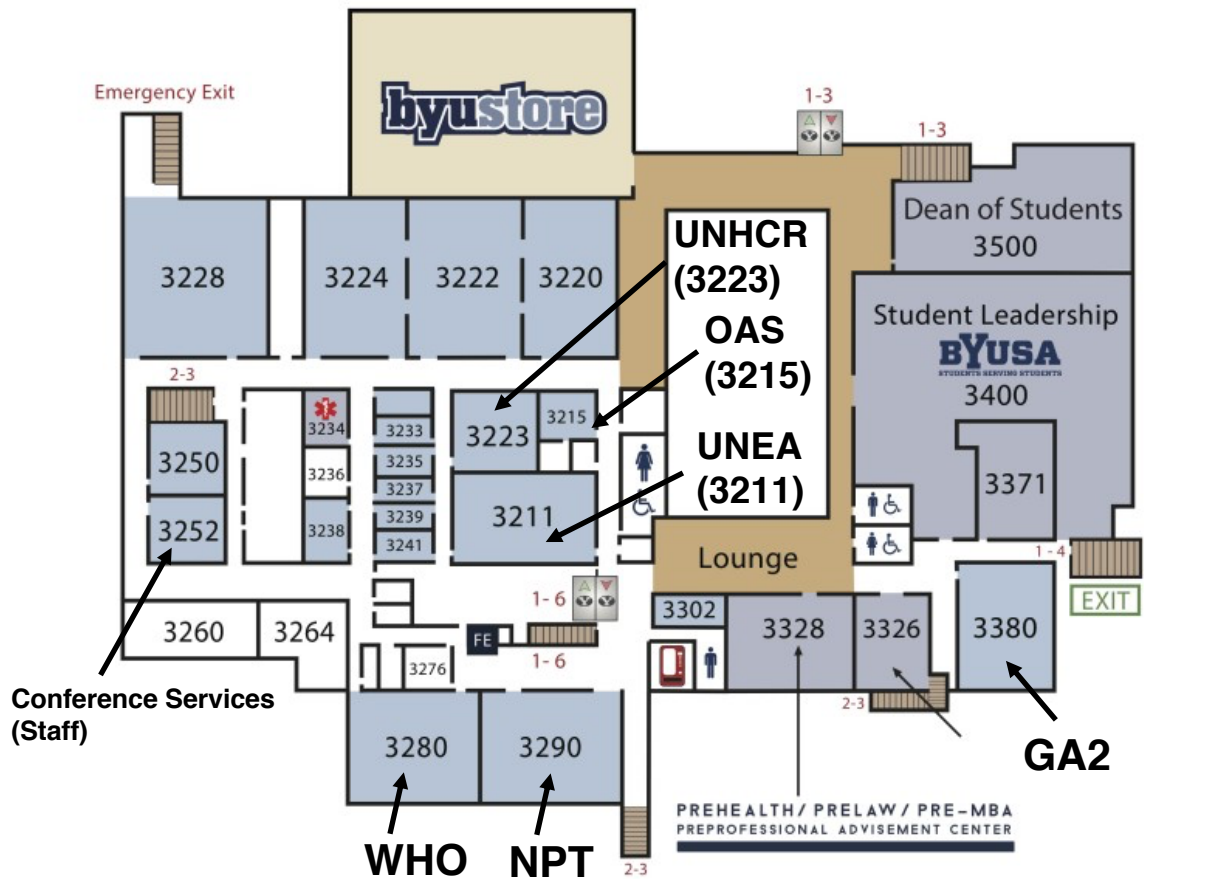 byustore
Emergency Exit
1-3
1-3
Dean of Students
3500
3228
3224
3222
3220
UNHCR
(3223)
OAS
(3215)
UNEA
(3211)
Student Leadership
BYUSA
STUDENTS SERVING STUDENTS
3400
3371
2-3
3234
3236
3238
3233
3235
3237
3239
3241
3223
3215
3211
3250
3252
Lounge
1 - 4
EXIT
1- 6
1- 6
FE
3260
3264
3276
3302
3328
3326
3380
2-3
Conference Services
(Staff)
3280
3290
GA2
WHO
NPT
2-3
PREHEALTH/ PRELAW/ PRE-MBA
PREPROFESSIONAL ADVISEMENT CENTER